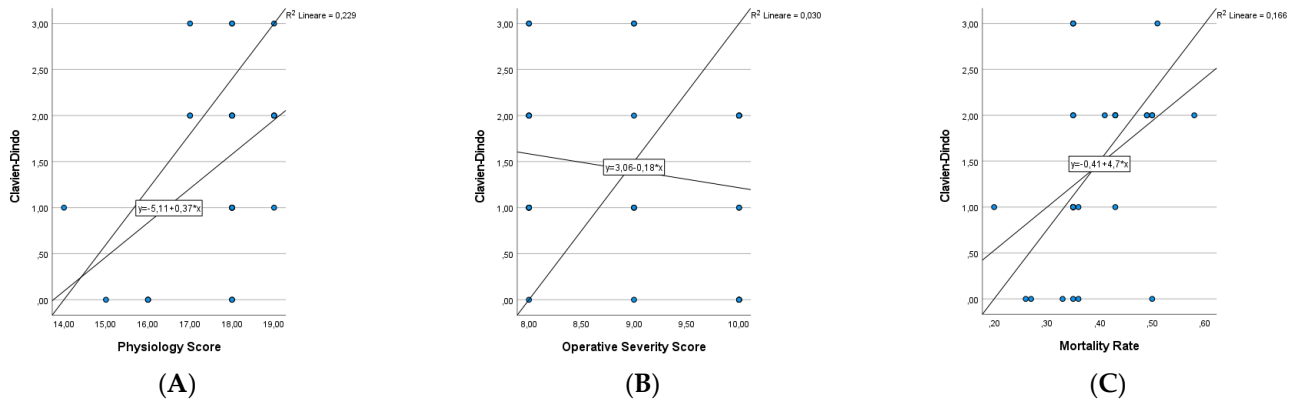 R² Lineare = 0,229
3,00
2,50
2,00
1,50
1,00
,50
,00
Clavien-Dindo
y=-5,11+0,37*x
14,00 15,00 16,00 17,00 18,00 19,00
Physiology Score
(A)
R² Lineare = 0,030
3,00
2,50
2,00
1,50
1,00
,50
,00
Clavien-Dindo
y=3,06-0,18*x
8,00 8,50 9,00 9,50 10,00
Operative Severity Score
(B)
R² Lineare = 0,166
3,00
2,50
2,00
1,50
1,00
,50
,00
Clavien-Dindo
y=-0,41+4,7*x
,20 ,30 ,40 ,50 ,60
Mortality Rate
(C)